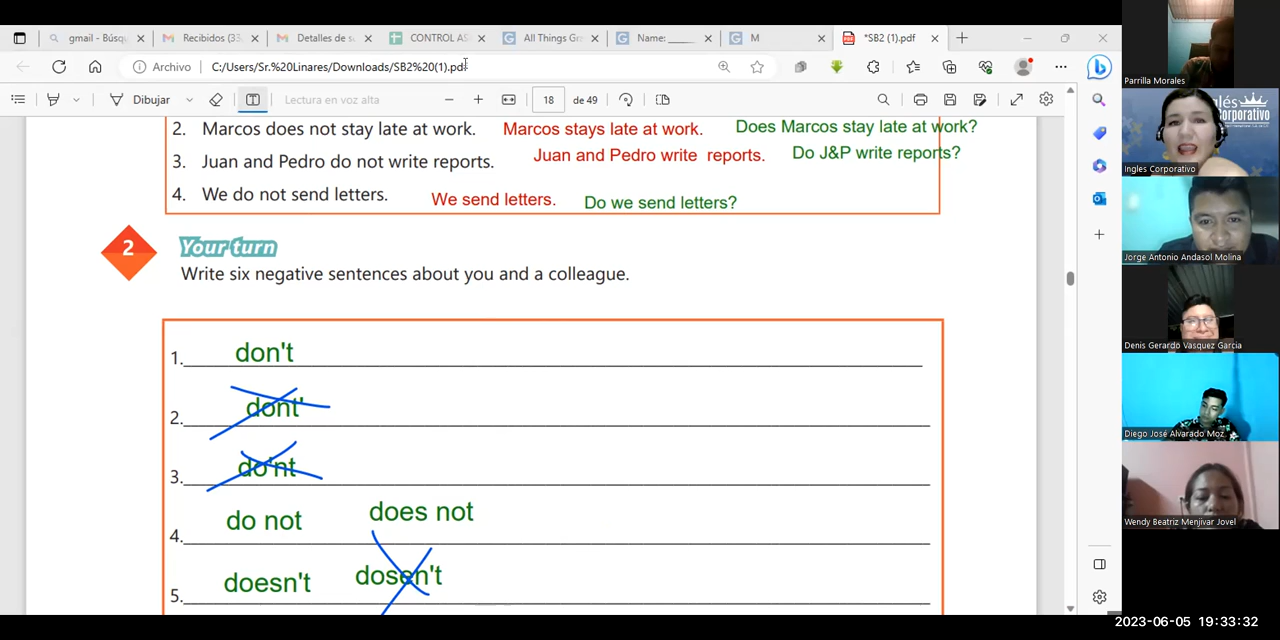 gmail - Búsqu
Recibidos (33
Detalles de su
CONTROL AS
All Things Gr
Name: ____
M
*SB2 (1).pdf
Archivo
C:/Users/Sr.%20Linares/Downloads/SB2%20(1).pdf
Dibujar
Lectura en voz alta
18
de 49
2. Marcos does not stay late at work. Marcos stays late at work. Does Marcos stay late at work?
3. Juan and Pedro do not write reports. Juan and Pedro write reports. Do J&P write reports?
4. We do not send letters. We send letters. Do we send letters?
2
Your turn
Write six negative sentences about you and a colleague.
1. don't
2. dont'
3. do'nt
4. do not does not
5. doesn't dosen't
Parrilla Morales
glés
Corporativo
Ingles Corporativo
Jorge Antonio Andasol Molina
Denis Gerardo Vasquez Garcia
Diego José Alvarado Moz.
Wendy Beatriz Menjivar Jovel
2023-06-05 19:33:32